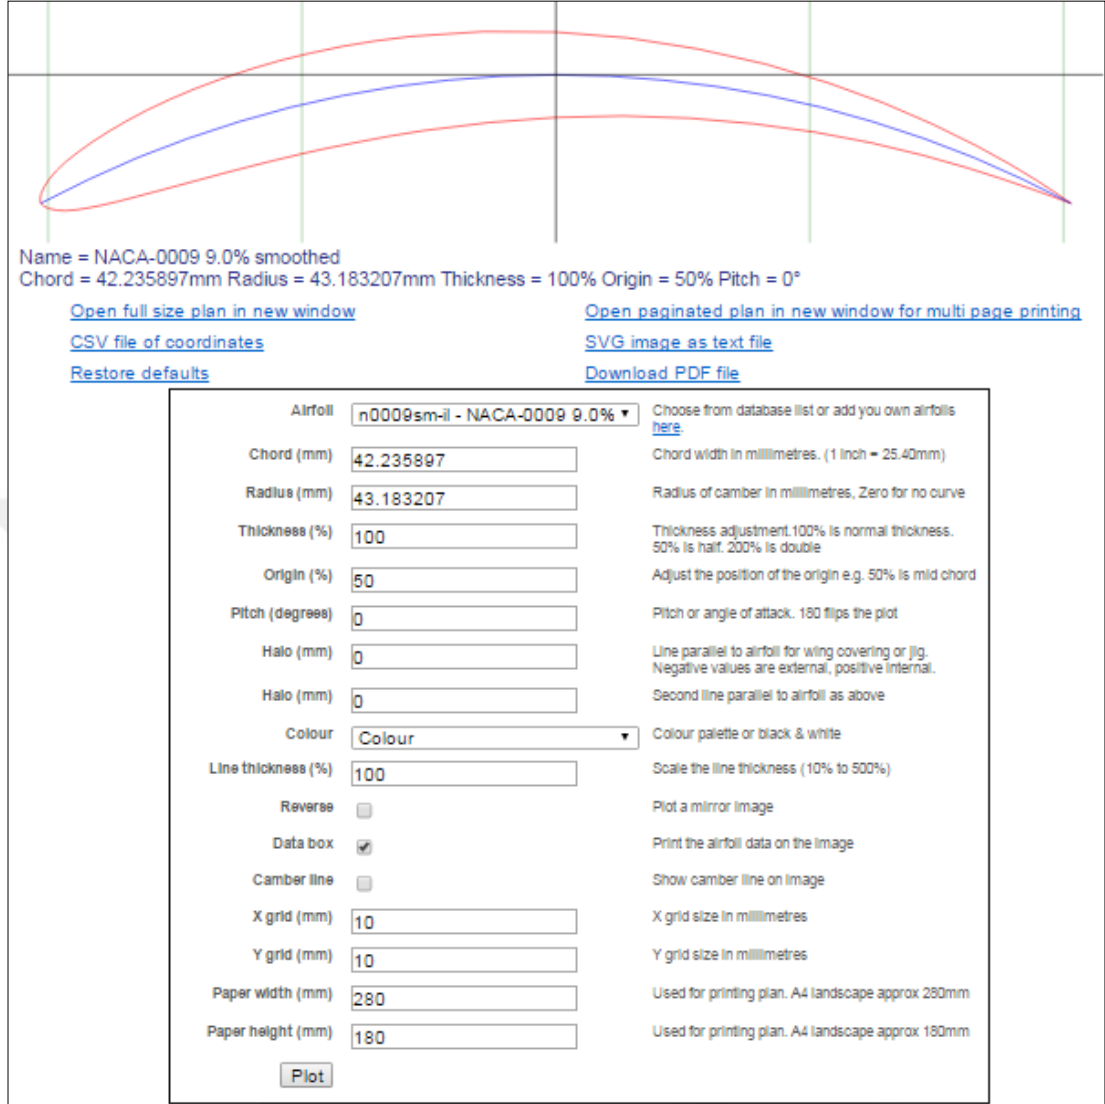 Name = NACA-0009 9.0% smoothed
Chord = 42.235897mm Radius = 43.183207mm Thickness = 100% Origin = 50% Pitch = 0°
Open full size plan in new window Open paginated plan in new window for multi page printing
CSV file of coordinates SVG image as text file
Restore defaults Download PDF file
Airfoil n0009sm-il - NACA-0009 9.0% Choose from database list or add you own airfoils
here.
Chord (mm) 42.235897 Chord width in millimetres. (1 inch = 25.40mm)
Radius (mm) 43.183207 Radius of camber in millimetres, Zero for no curve
Thickness (%) 100 Thickness adjustment.100% is normal thickness.
50% is half. 200% is double
Origin (%) 50 Adjust the position of the origin e.g. 50% is mid chord
Pitch (degrees) 0 Pitch or angle of attack. 180 flips the plot
Halo (mm) 0 Line parallel to airfoil for wing covering or jig.
Negative values are external, positive internal.
Halo (mm) 0 Second line parallel to airfoil as above
Colour Colour Colour palette or black & white
Line thickness (%) 100 Scale the line thickness (10% to 500%)
Reverse Plot a mirror image
Data box Print the airfoil data on the image
Camber line Show camber line on image
X grid (mm) 10 X grid size in millimetres
Y grid (mm) 10 Y grid size in millimetres
Paper width (mm) 280 Used for printing plan. A4 landscape approx 280mm
Paper height (mm) 180 Used for printing plan. A4 landscape approx 180mm
Plot